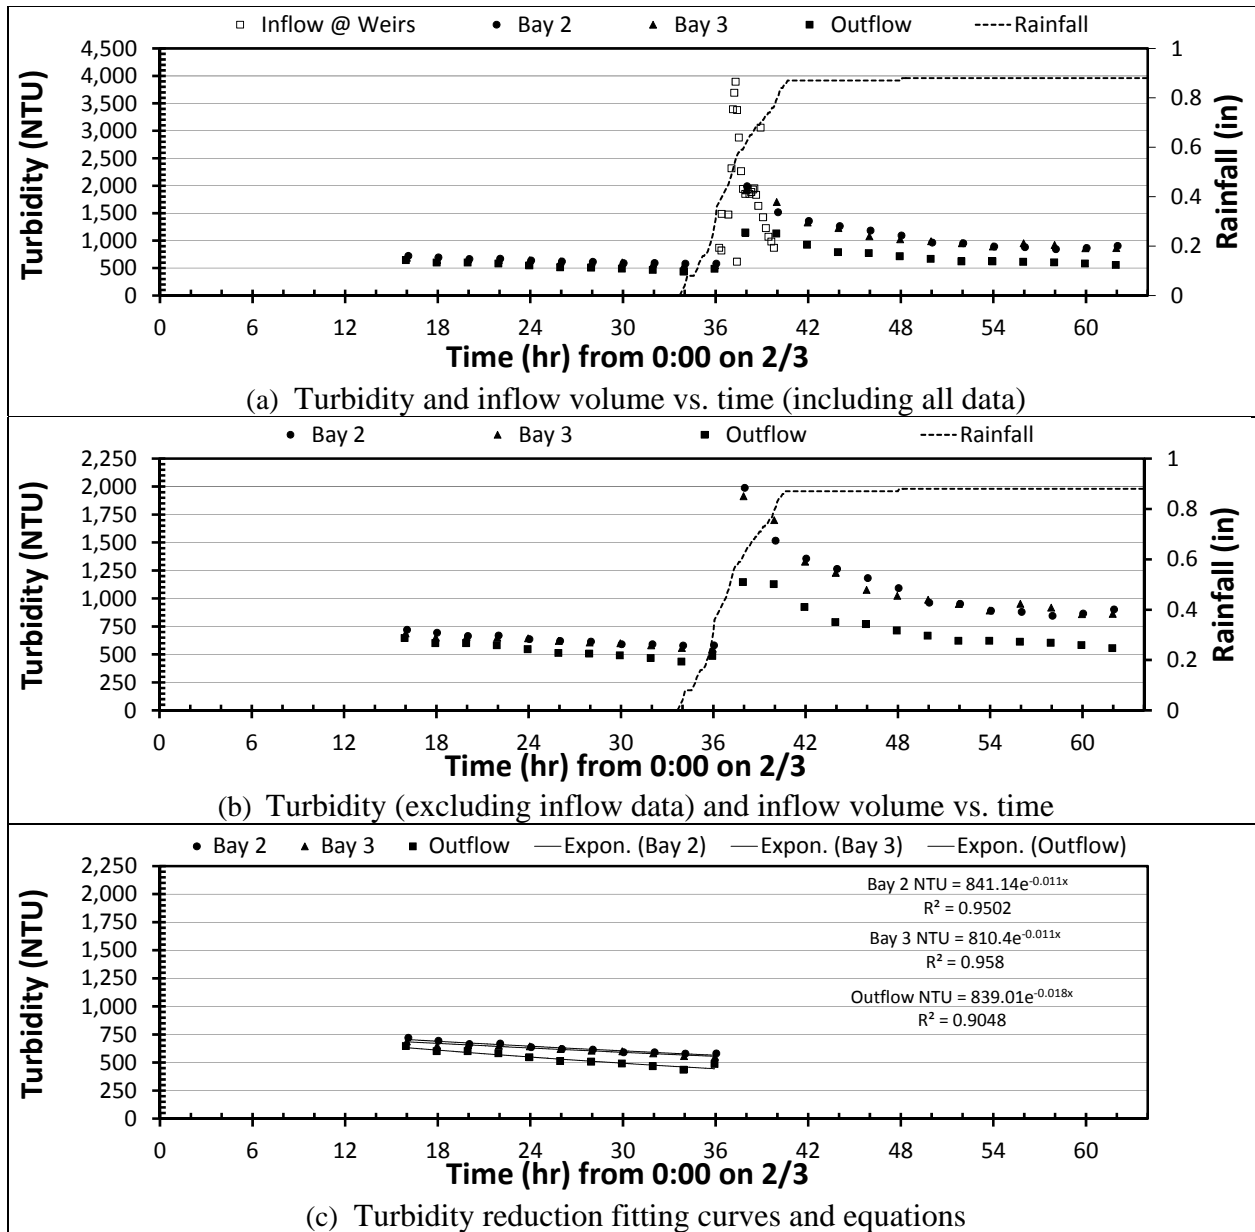 Inflow @ Weirs Bay 2 Bay 3 Outflow Rainfall
4,500
4,000
3,500
3,000
2,500
2,000
1,500
1,000
500
0
Turbidity (NTU)
1
0.8
0.6
0.4
0.2
0
Rainfall (in)
0 6 12 18 24 30 36 42 48 54 60
Time (hr) from 0:00 on 2/3
(a) Turbidity and inflow volume vs. time (including all data)
Bay 2 Bay 3 Outflow Rainfall
2,250
2,000
1,750
1,500
1,250
1,000
750
500
250
0
Turbidity (NTU)
1
0.8
0.6
0.4
0.2
0
Rainfall (in)
0 6 12 18 24 30 36 42 48 54 60
Time (hr) from 0:00 on 2/3
(b) Turbidity (excluding inflow data) and inflow volume vs. time
Bay 2 Bay 3 Outflow Expon. (Bay 2) Expon. (Bay 3) Expon. (Outflow)
2,250
2,000
1,750
1,500
1,250
1,000
750
500
250
0
Turbidity (NTU)
Bay 2 NTU = 841.14e^-0.011x
R² = 0.9502
Bay 3 NTU = 810.4e^-0.011x
R² = 0.958
Outflow NTU = 839.01e^-0.018x
R² = 0.9048
0 6 12 18 24 30 36 42 48 54 60
Time (hr) from 0:00 on 2/3
(c) Turbidity reduction fitting curves and equations